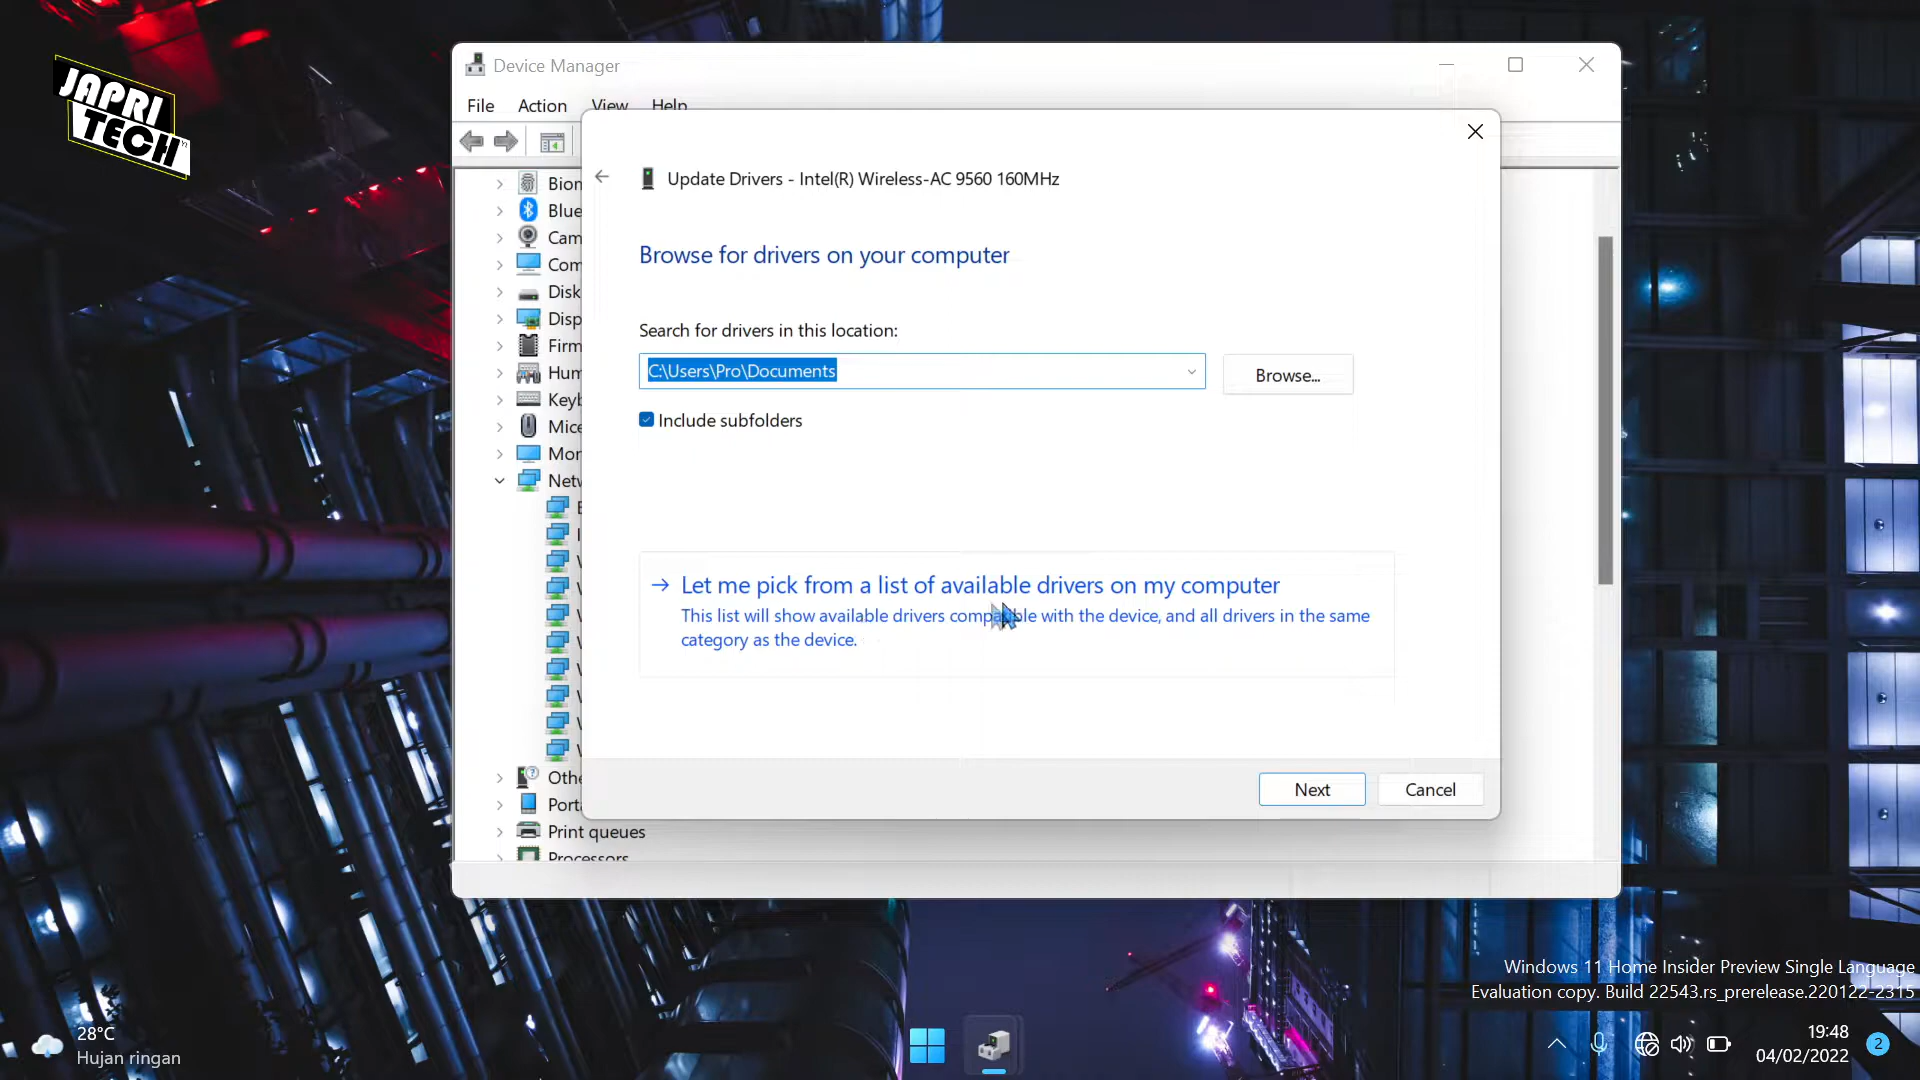 JAPRI
TECH
Device Manager
File Action View Help
Update Drivers - Intel(R) Wireless-AC 9560 160MHz
Browse for drivers on your computer
Search for drivers in this location:
C:\Users\Pro\Documents
Browse...
Include subfolders
Let me pick from a list of available drivers on my computer
This list will show available drivers compatible with the device, and all drivers in the same
category as the device.
Next
Cancel
Biom
Blue
Cam
Com
Disk
Disp
Firm
Hum
Keyb
Mice
Mon
Netw
Othe
Porta
Print queues
Processors
Windows 11 Home Insider Preview Single Language
Evaluation copy. Build 22543.rs_prerelease.220122-2315
28°C
Hujan ringan
19:48
04/02/2022
2